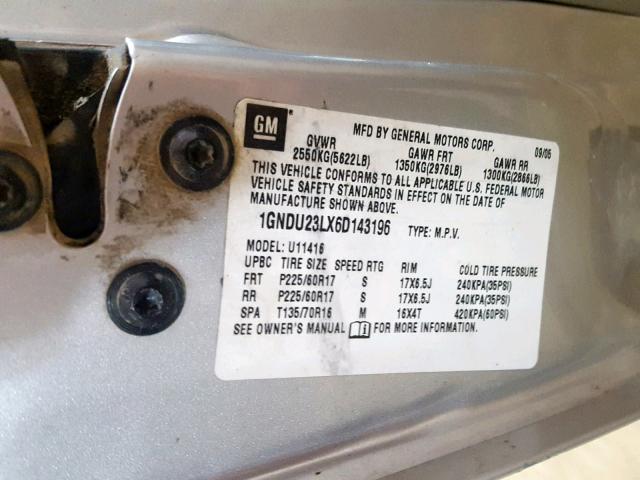 GM
MFD BY GENERAL MOTORS CORP. 09/05
GVWR GAWR FRT GAWR RR
2550KG(5622LB) 1350KG(2976LB) 1300KG(2866LB)
THIS VEHICLE CONFORMS TO ALL APPLICABLE U.S. FEDERAL MOTOR
VEHICLE SAFETY STANDARDS IN EFFECT ON THE DATE OF
MANUFACTURE SHOWN ABOVE.
1GNDU23LX6D143196 TYPE: M.P.V.
MODEL: U11416
UPBC TIRE SIZE SPEED RTG RIM COLD TIRE PRESSURE
FRT P225/60R17 S 17X6.5J 240KPA(35PSI)
RR P225/60R17 S 17X6.5J 240KPA(35PSI)
SPA T135/70R16 M 16X4T 420KPA(60PSI)
SEE OWNER'S MANUAL FOR MORE INFORMATION.